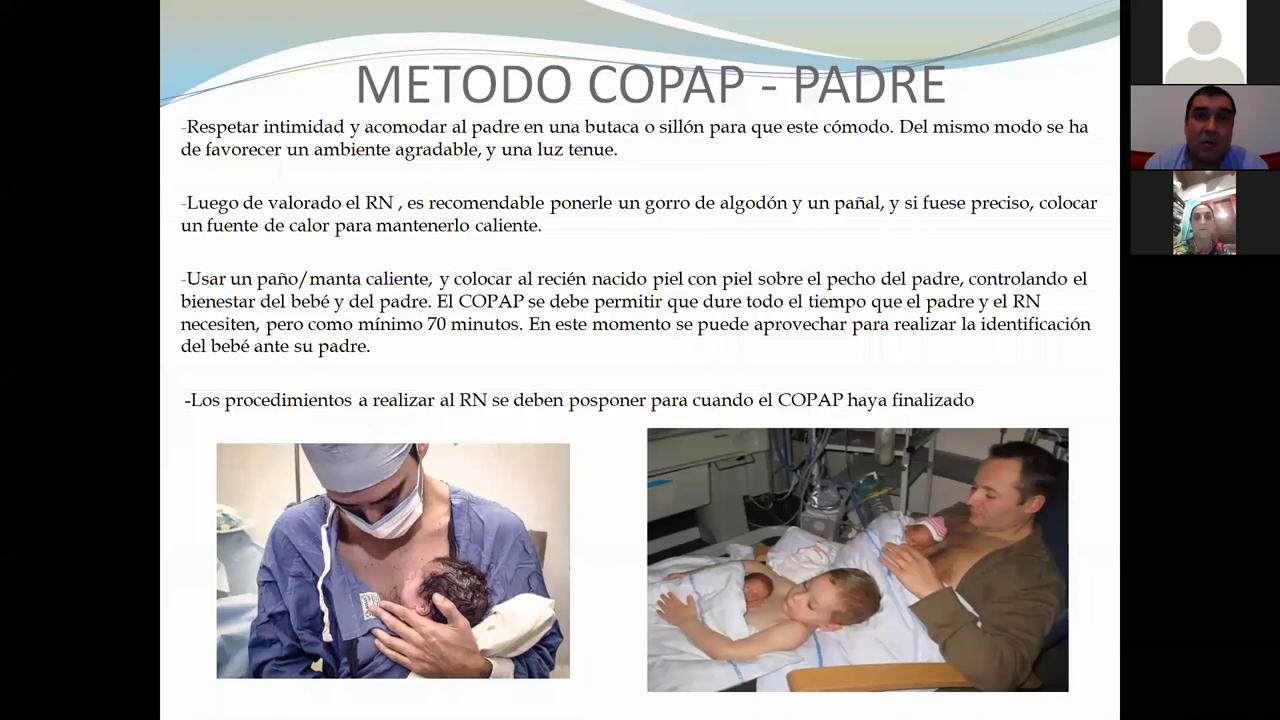 METODO COPAP - PADRE
-Respetar intimidad y acomodar al padre en una butaca o sillón para que este cómodo. Del mismo modo se ha
de favorecer un ambiente agradable, y una luz tenue.
-Luego de valorado el RN , es recomendable ponerle un gorro de algodón y un pañal, y si fuese preciso, colocar
un fuente de calor para mantenerlo caliente.
-Usar un paño/manta caliente, y colocar al recién nacido piel con piel sobre el pecho del padre, controlando el
bienestar del bebé y del padre. El COPAP se debe permitir que dure todo el tiempo que el padre y el RN
necesiten, pero como mínimo 70 minutos. En este momento se puede aprovechar para realizar la identificación
del bebé ante su padre.
-Los procedimientos a realizar al RN se deben posponer para cuando el COPAP haya finalizado